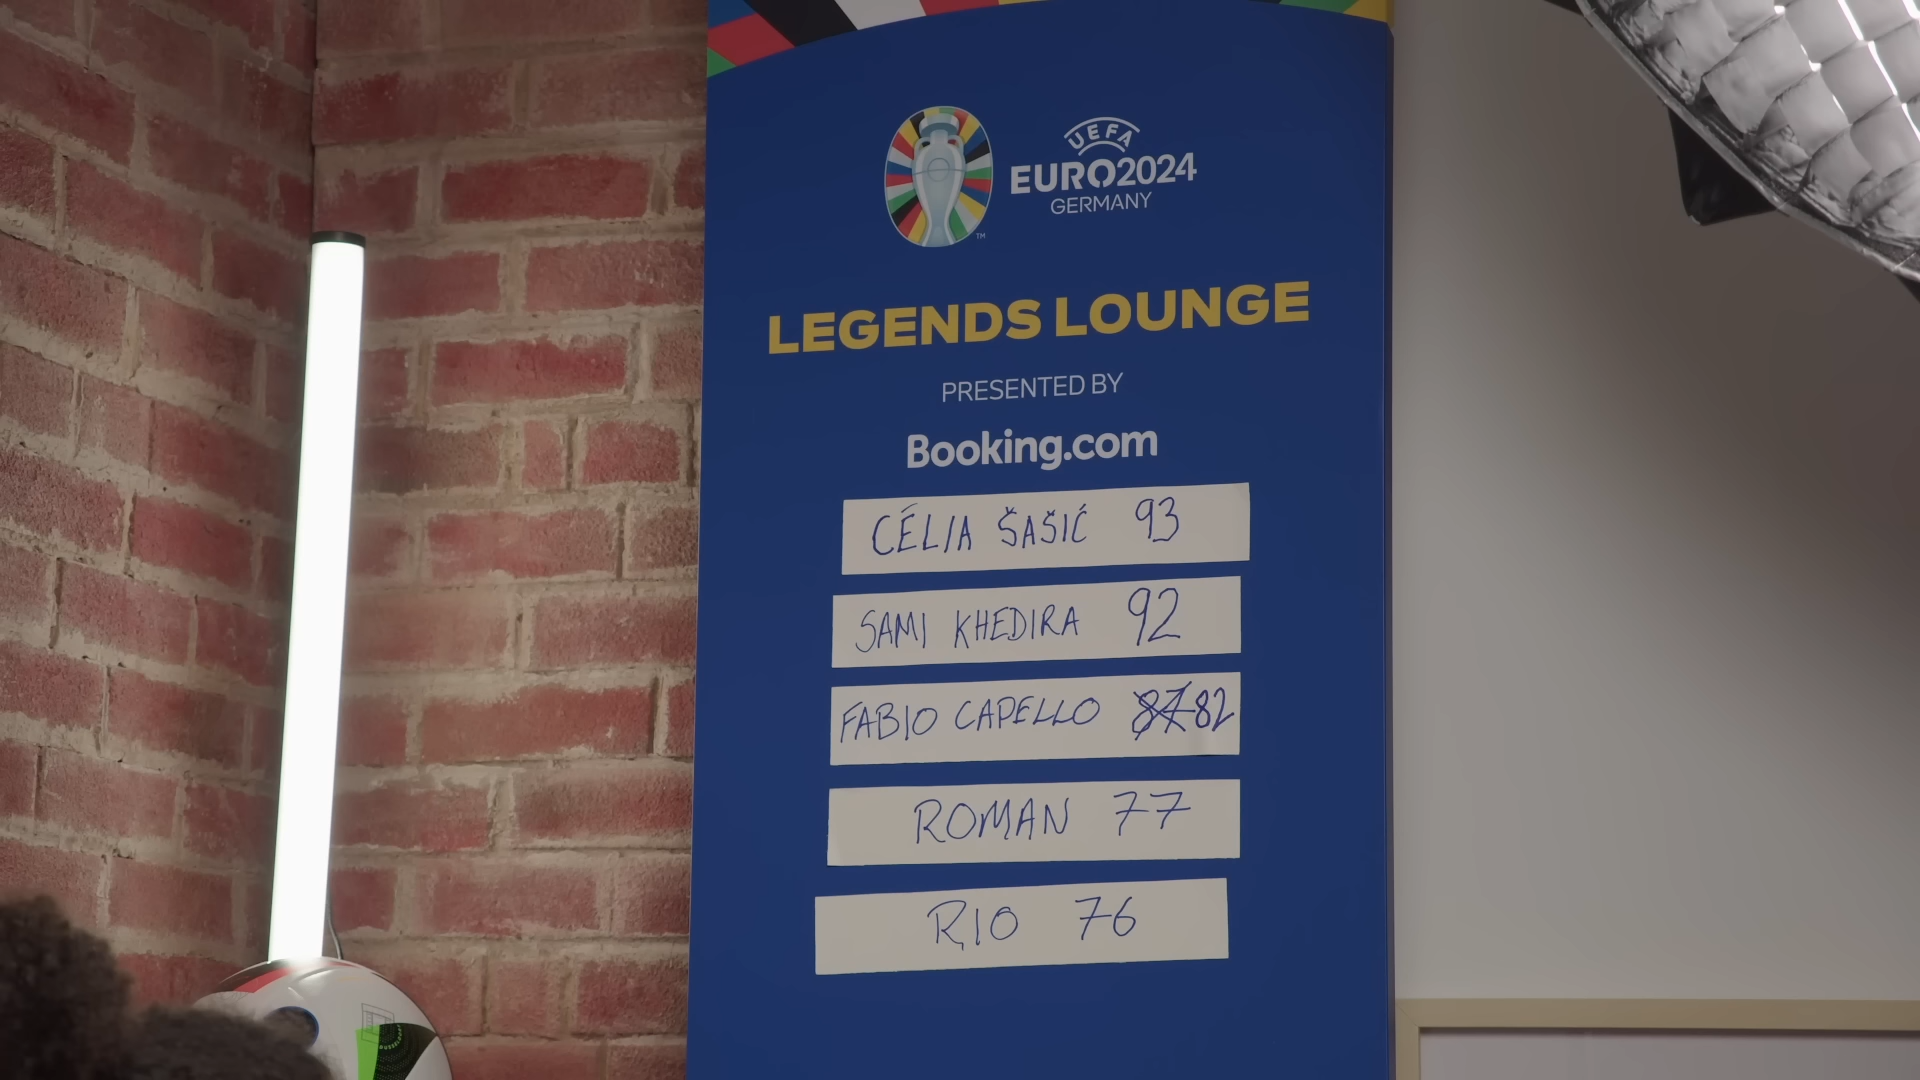 UEFA
EURO2024
GERMANY
TM
LEGENDS LOUNGE
PRESENTED BY
Booking.com
CÉLIA ŠAŠIĆ 93
SAMI KHEDIRA 92
FABIO CAPELLO 87 82
ROMAN 77
RIO 76